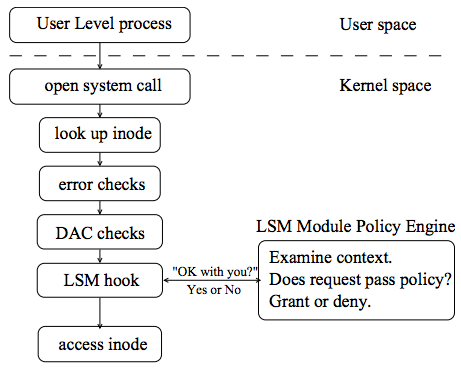 User Level process
User space
open system call
Kernel space
look up inode
error checks
DAC checks
LSM Module Policy Engine
LSM hook
"OK with you?"
Yes or No
Examine context.
Does request pass policy?
Grant or deny.
access inode